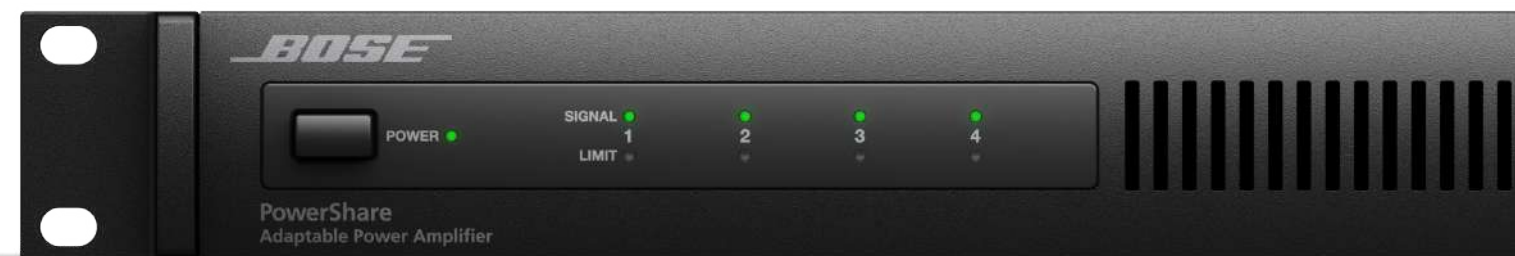 BOSE
SIGNAL
POWER
1 2 3 4
LIMIT
PowerShare
Adaptable Power Amplifier